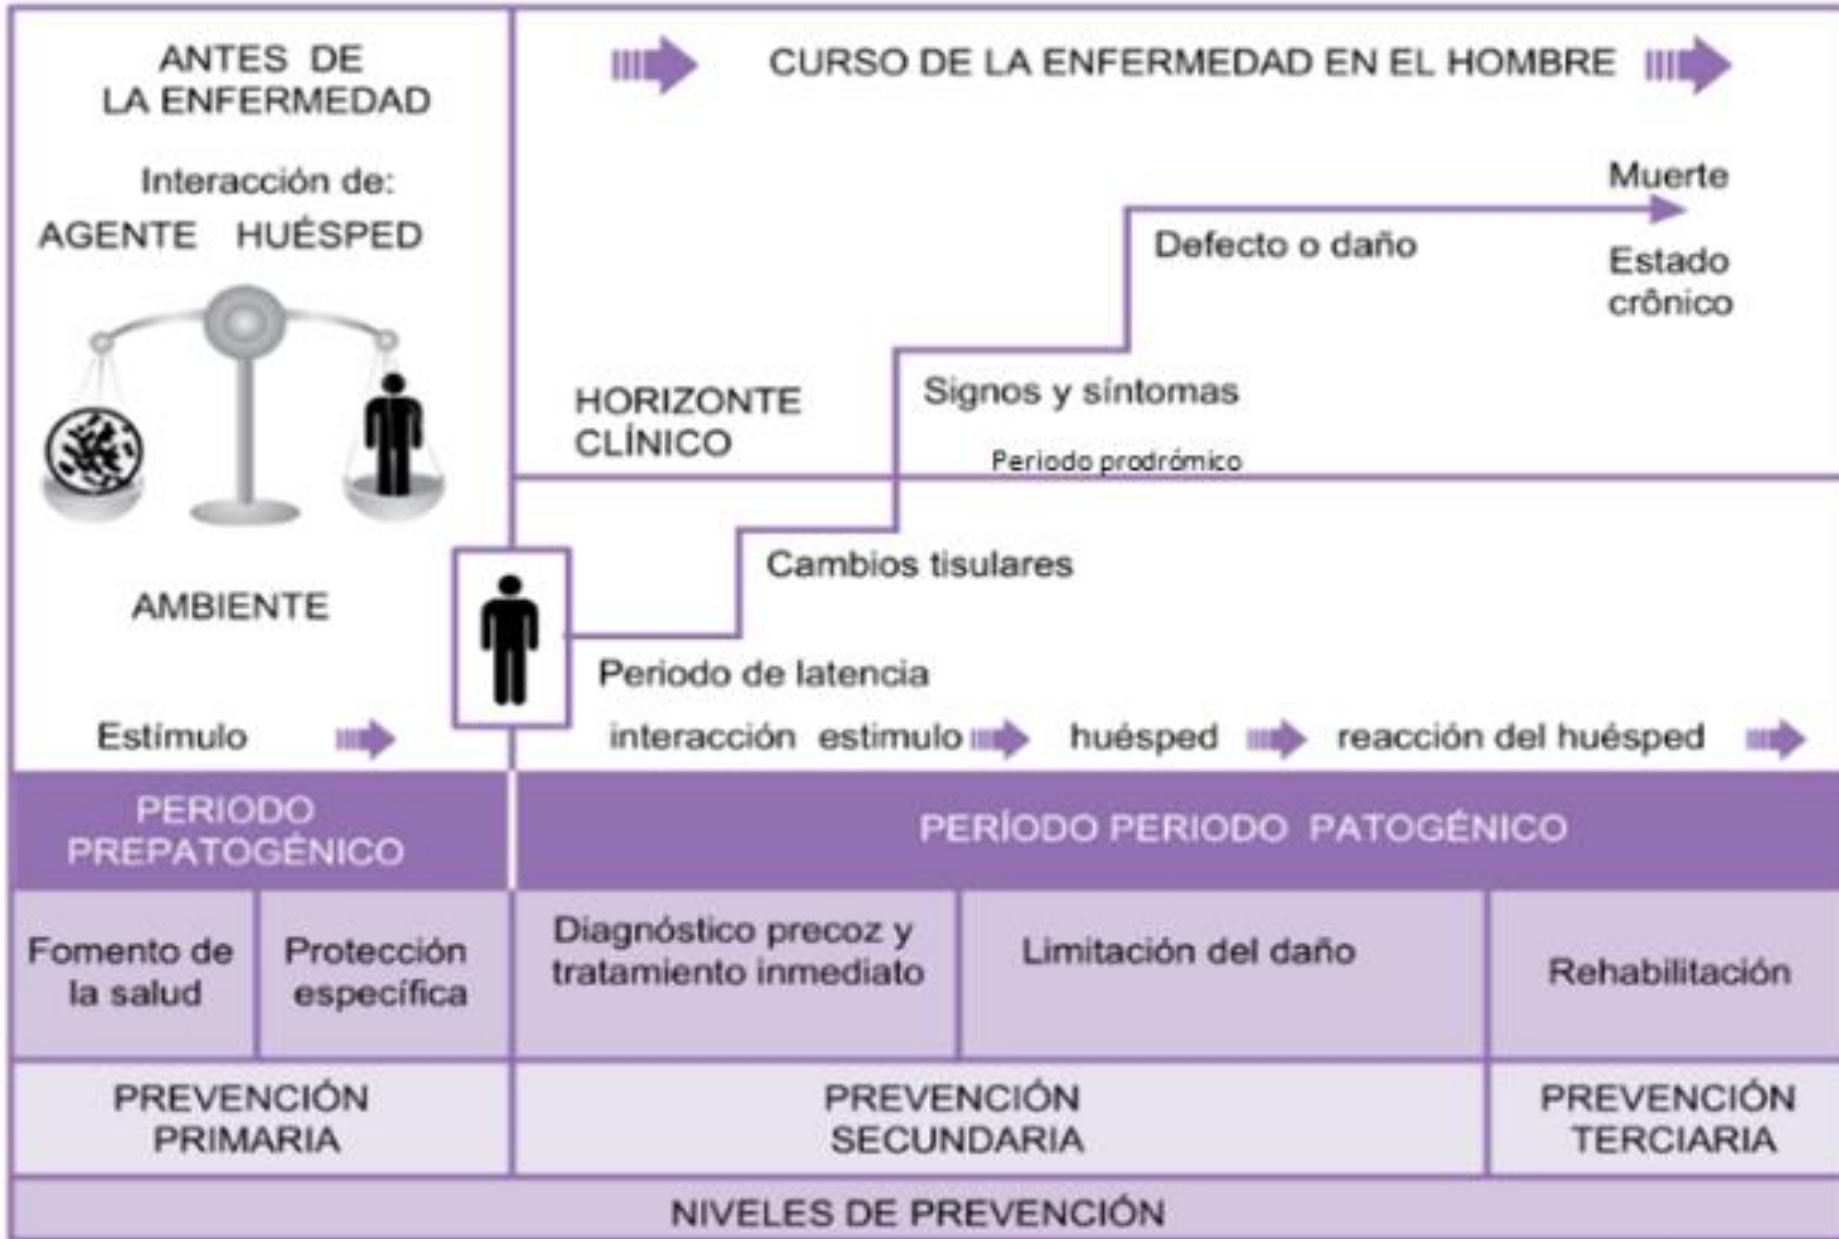 ANTES DE
LA ENFERMEDAD
CURSO DE LA ENFERMEDAD EN EL HOMBRE
Interacción de:
AGENTE HUÉSPED
Muerte
Defecto o daño
Estado
crônico
HORIZONTE
CLÍNICO
Signos y síntomas
Periodo prodrómico
Cambios tisulares
AMBIENTE
Periodo de latencia
Estímulo
interacción estimulo
huésped
reacción del huésped
PERIODO
PREPATOGÉNICO
PERÍODO PERIODO PATOGÉNICO
Fomento de
la salud
Protección
específica
Diagnóstico precoz y
tratamiento inmediato
Limitación del daño
Rehabilitación
PREVENCIÓN
PRIMARIA
PREVENCIÓN
SECUNDARIA
PREVENCIÓN
TERCIARIA
NIVELES DE PREVENCIÓN